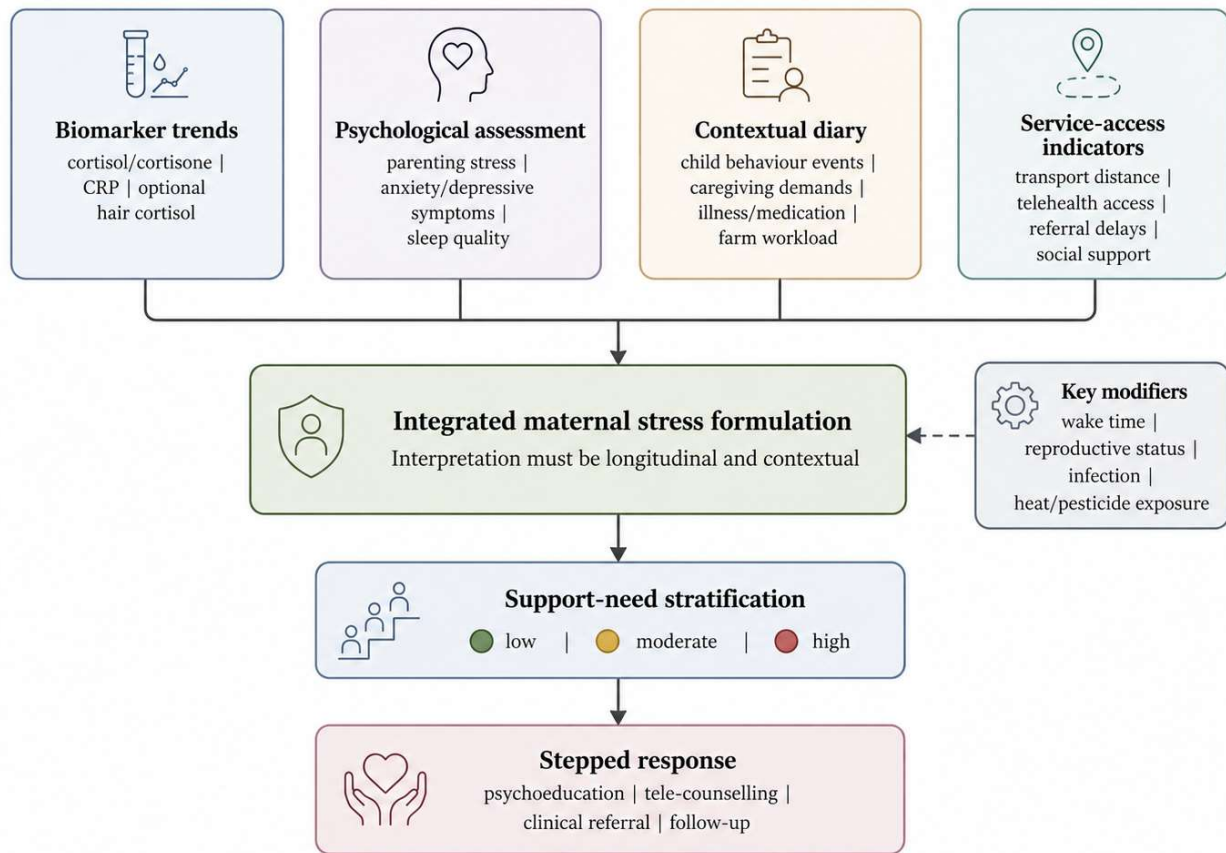 Biomarker trends
cortisol/cortisone |
CRP | optional
hair cortisol
Psychological assessment
parenting stress |
anxiety/depressive
symptoms |
sleep quality
Contextual diary
child behaviour events |
caregiving demands |
illness/medication |
farm workload
Service-access
indicators
transport distance |
telehealth access |
referral delays |
social support
Integrated maternal stress formulation
Interpretation must be longitudinal and contextual
Key modifiers
wake time |
reproductive status |
infection |
heat/pesticide exposure
Support-need stratification
low | moderate | high
Stepped response
psychoeducation | tele-counselling |
clinical referral | follow-up